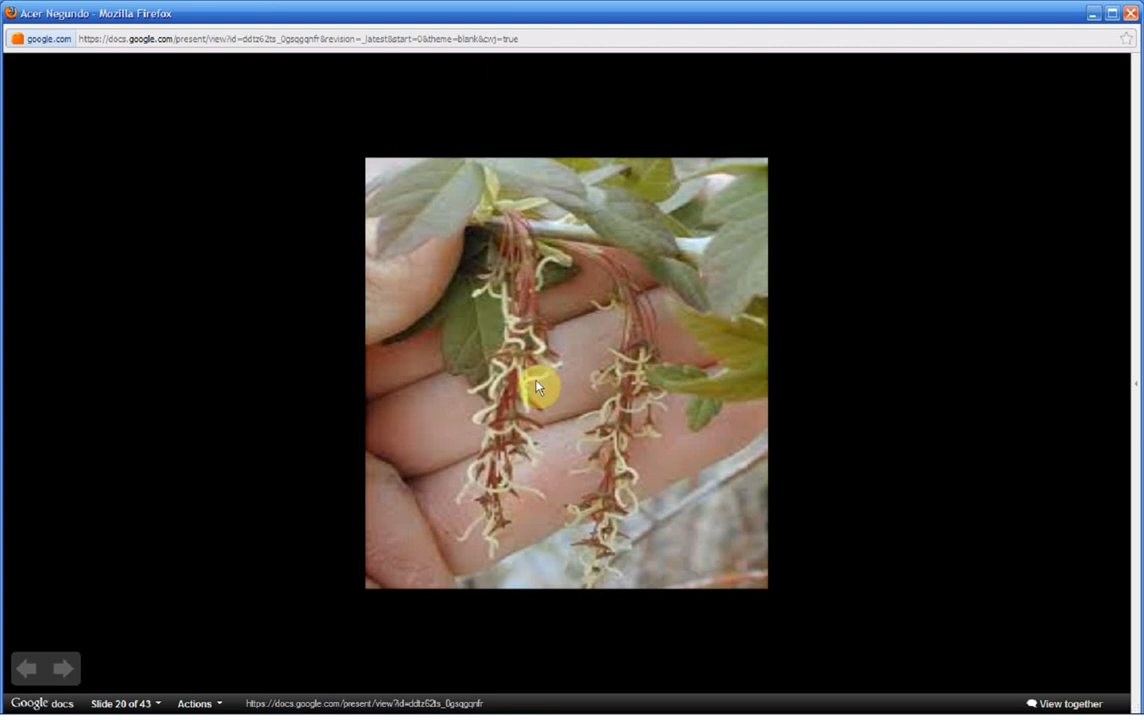 Acer Negundo - Mozilla Firefox
google.com https://docs.google.com/present/view?id=ddtz62ts_0gsqgqnfr&revision=_latest&start=0&theme=blank&cwj=true
Google docs Slide 20 of 43 Actions https://docs.google.com/present/view?id=ddtz62ts_0gsqgqnfr View together